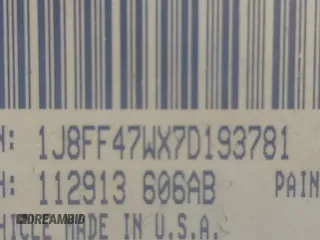 N: 1J8FF47WX7D193781
H: 112913 606AB PAIN
HICLE MADE IN U.S.A.
DREAMBID